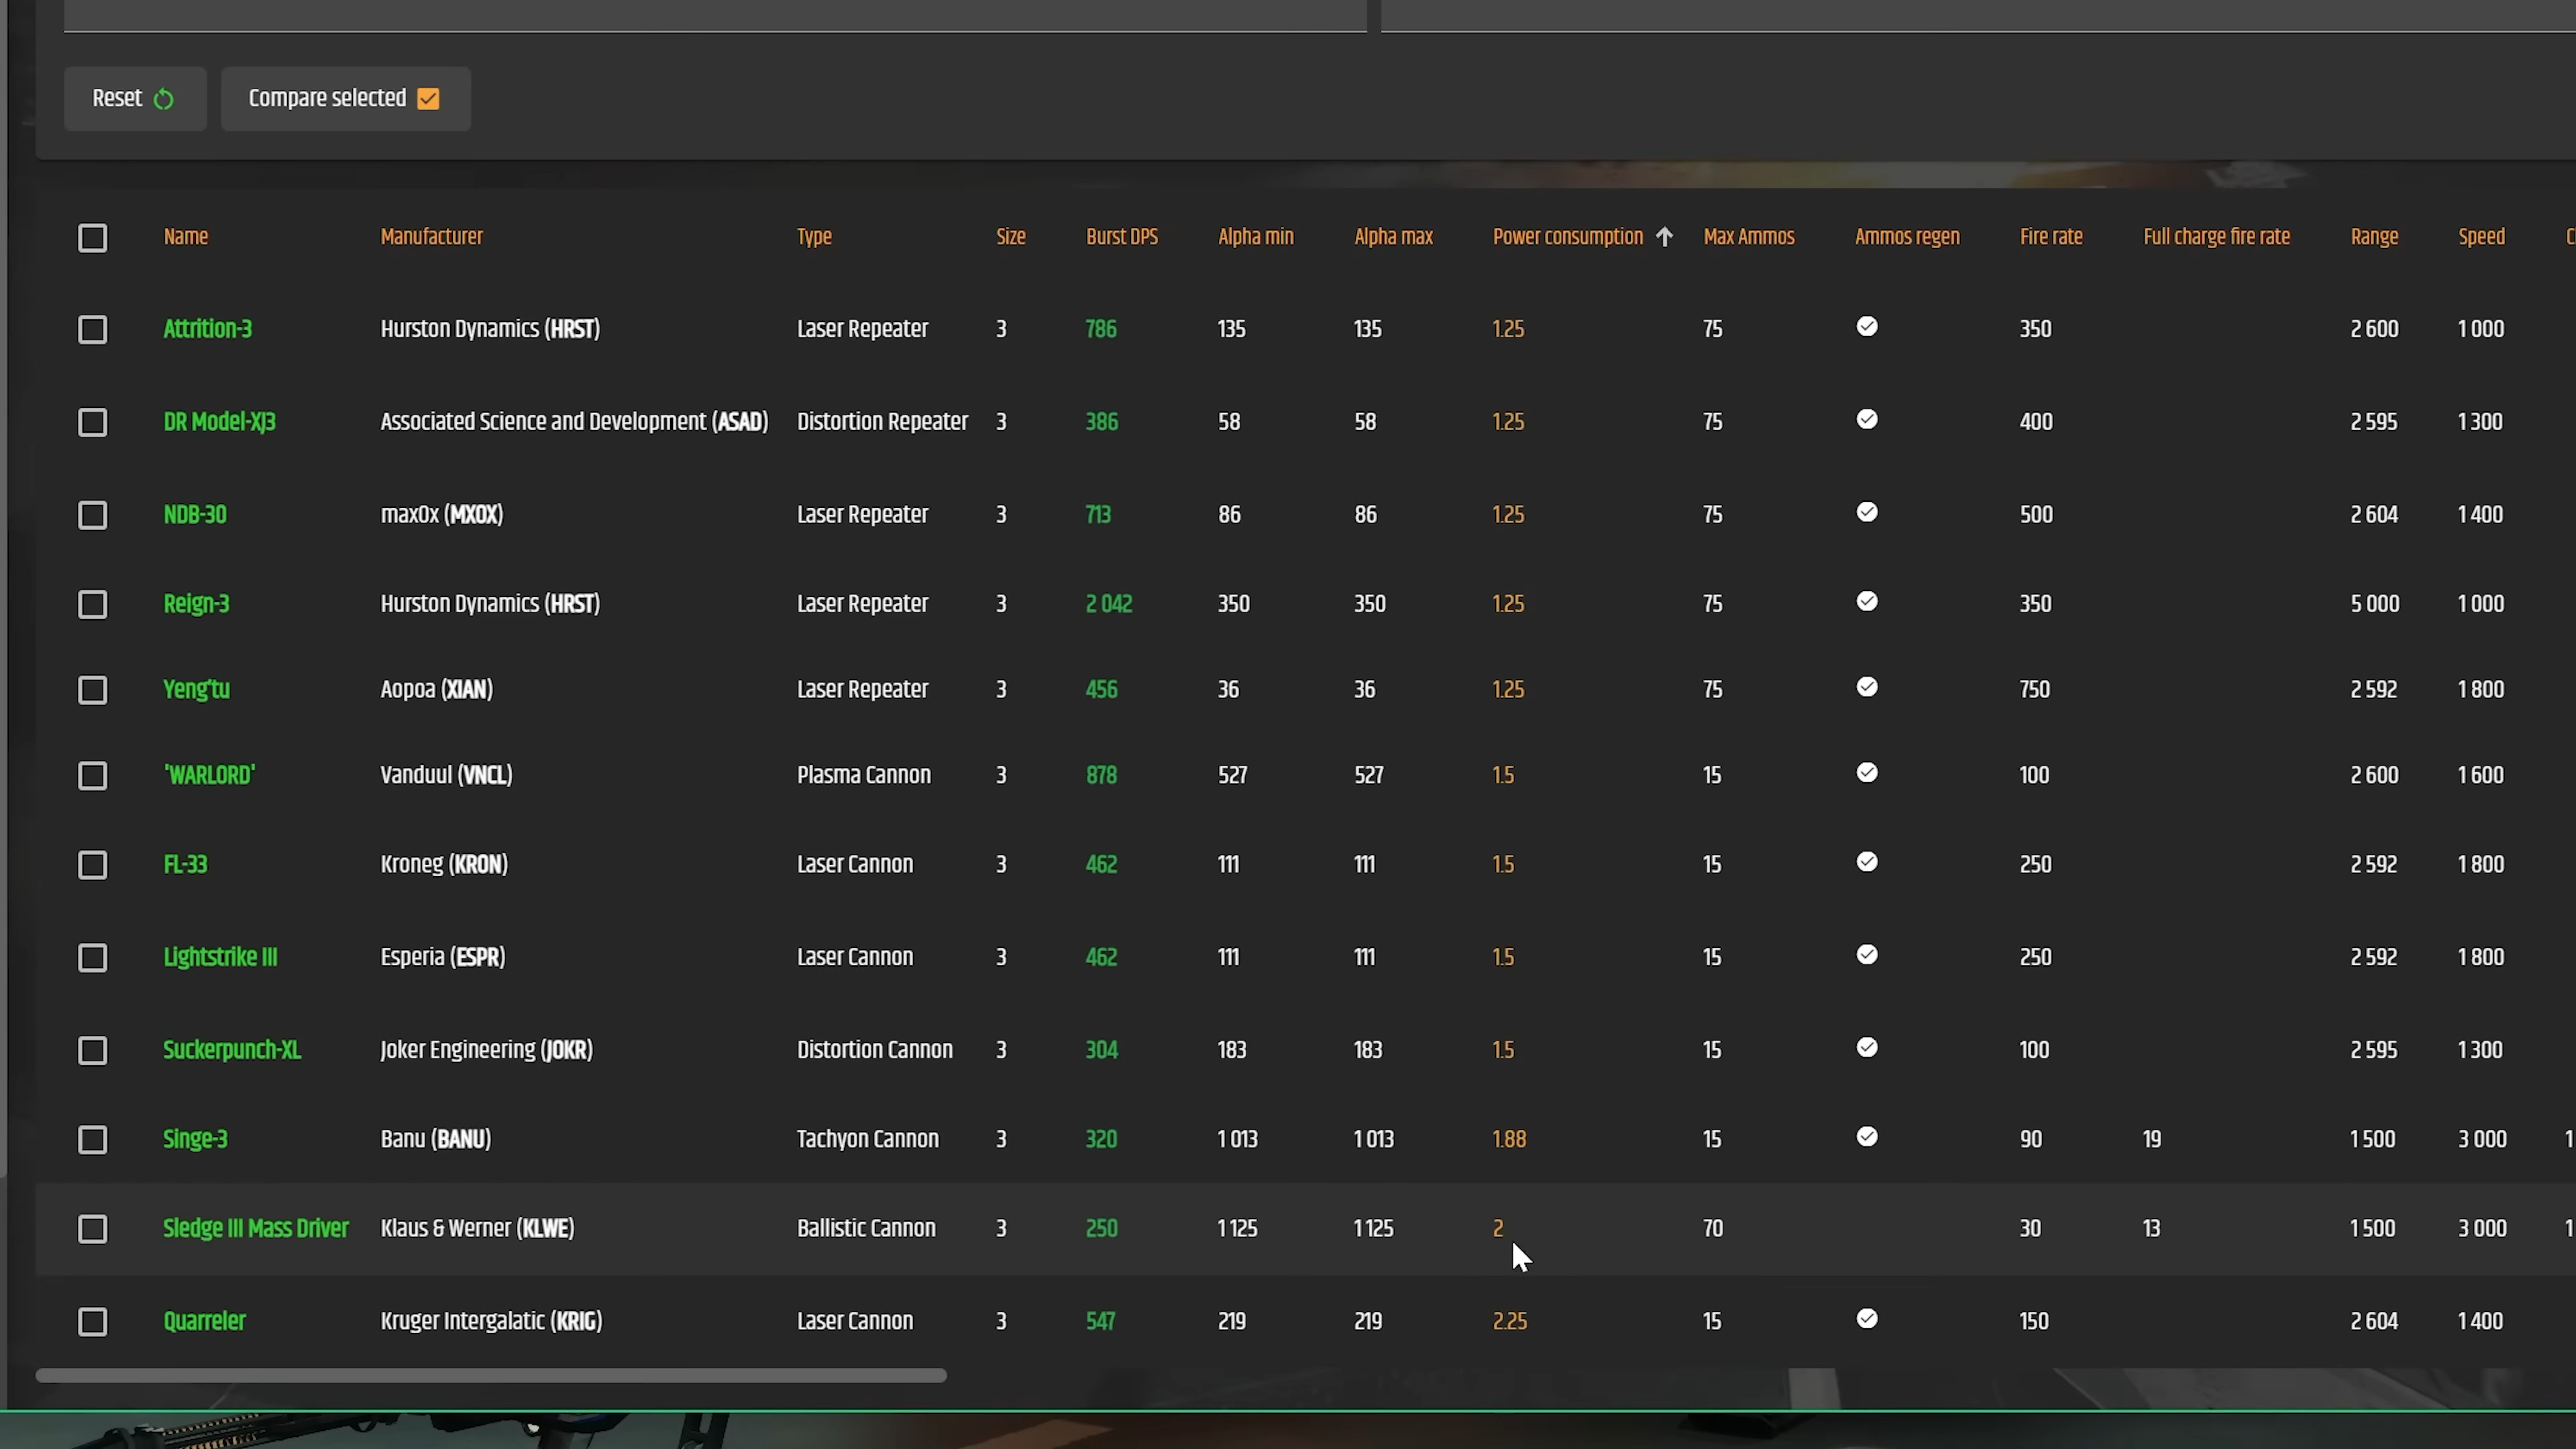 Reset Compare selected
Name Manufacturer Type Size Burst DPS Alpha min Alpha max Power consumption Max Ammos Ammos regen Fire rate Full charge fire rate Range Speed
Attrition-3 Hurston Dynamics (HRST) Laser Repeater 3 786 135 135 1.25 75 350 2 600 1 000
DR Model-XJ3 Associated Science and Development (ASAD) Distortion Repeater 3 386 58 58 1.25 75 400 2 595 1 300
NDB-30 maxOx (MXOX) Laser Repeater 3 713 86 86 1.25 75 500 2 604 1 400
Reign-3 Hurston Dynamics (HRST) Laser Repeater 3 2 042 350 350 1.25 75 350 5 000 1 000
Yeng'tu Aopoa (XIAN) Laser Repeater 3 456 36 36 1.25 75 750 2 592 1 800
'WARLORD' Vanduul (VNCL) Plasma Cannon 3 878 527 527 1.5 15 100 2 600 1 600
FL-33 Kroneg (KRON) Laser Cannon 3 462 111 111 1.5 15 250 2 592 1 800
Lightstrike III Esperia (ESPR) Laser Cannon 3 462 111 111 1.5 15 250 2 592 1 800
Suckerpunch-XL Joker Engineering (JOKR) Distortion Cannon 3 304 183 183 1.5 15 100 2 595 1 300
Singe-3 Banu (BANU) Tachyon Cannon 3 320 1 013 1 013 1.88 15 90 19 1 500 3 000
Sledge III Mass Driver Klaus & Werner (KLWE) Ballistic Cannon 3 250 1 125 1 125 2 70 30 13 1 500 3 000
Quarreler Kruger Intergalatic (KRIG) Laser Cannon 3 547 219 219 2.25 15 150 2 604 1 400